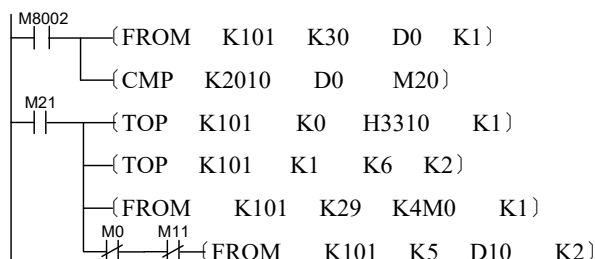 M8002
〔FROM K101 K30 D0 K1〕
〔CMP K2010 D0 M20〕
M21
〔TOP K101 K0 H3310 K1〕
〔TOP K101 K1 K6 K2〕
〔FROM K101 K29 K4M0 K1〕
M0 M11
〔FROM K101 K5 D10 K2〕